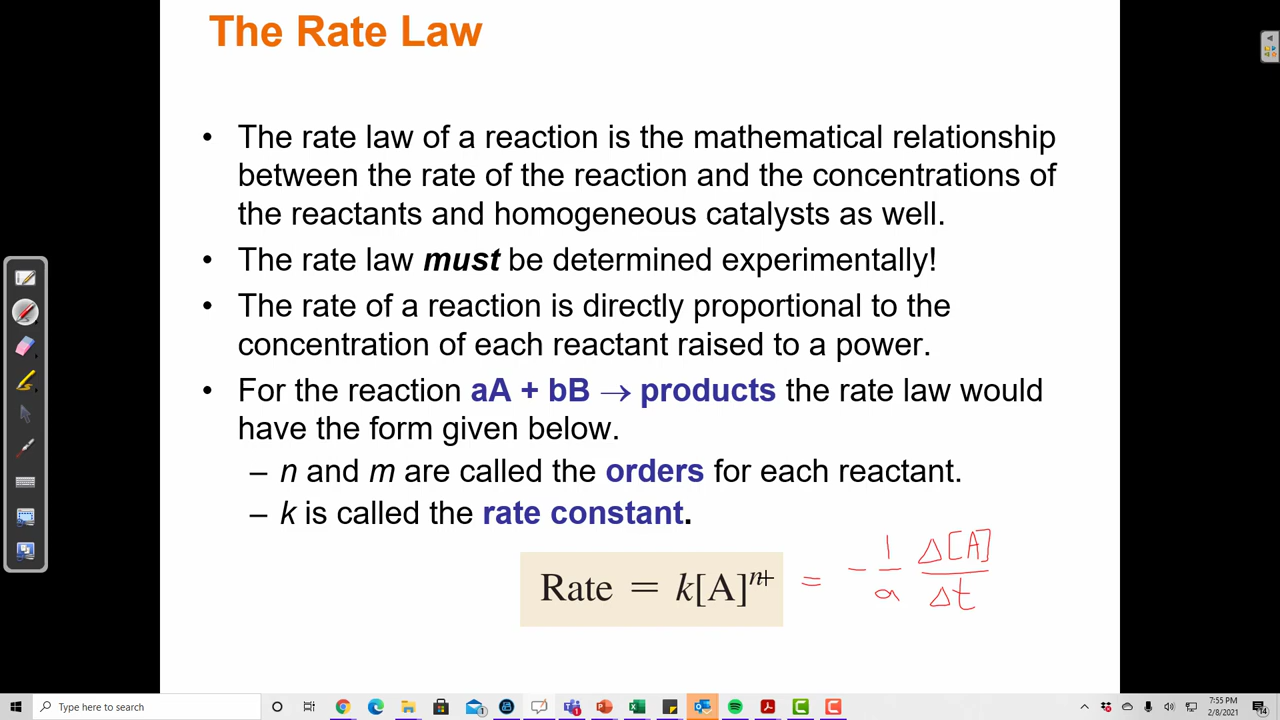 The Rate Law
• The rate law of a reaction is the mathematical relationship
between the rate of the reaction and the concentrations of
the reactants and homogeneous catalysts as well.
• The rate law must be determined experimentally!
• The rate of a reaction is directly proportional to the
concentration of each reactant raised to a power.
• For the reaction aA + bB → products the rate law would
have the form given below.
– n and m are called the orders for each reactant.
– k is called the rate constant.
Rate = k[A]ⁿ = - 1/a Δ[A]/Δt
Type here to search
7:55 PM
2/8/2021
14